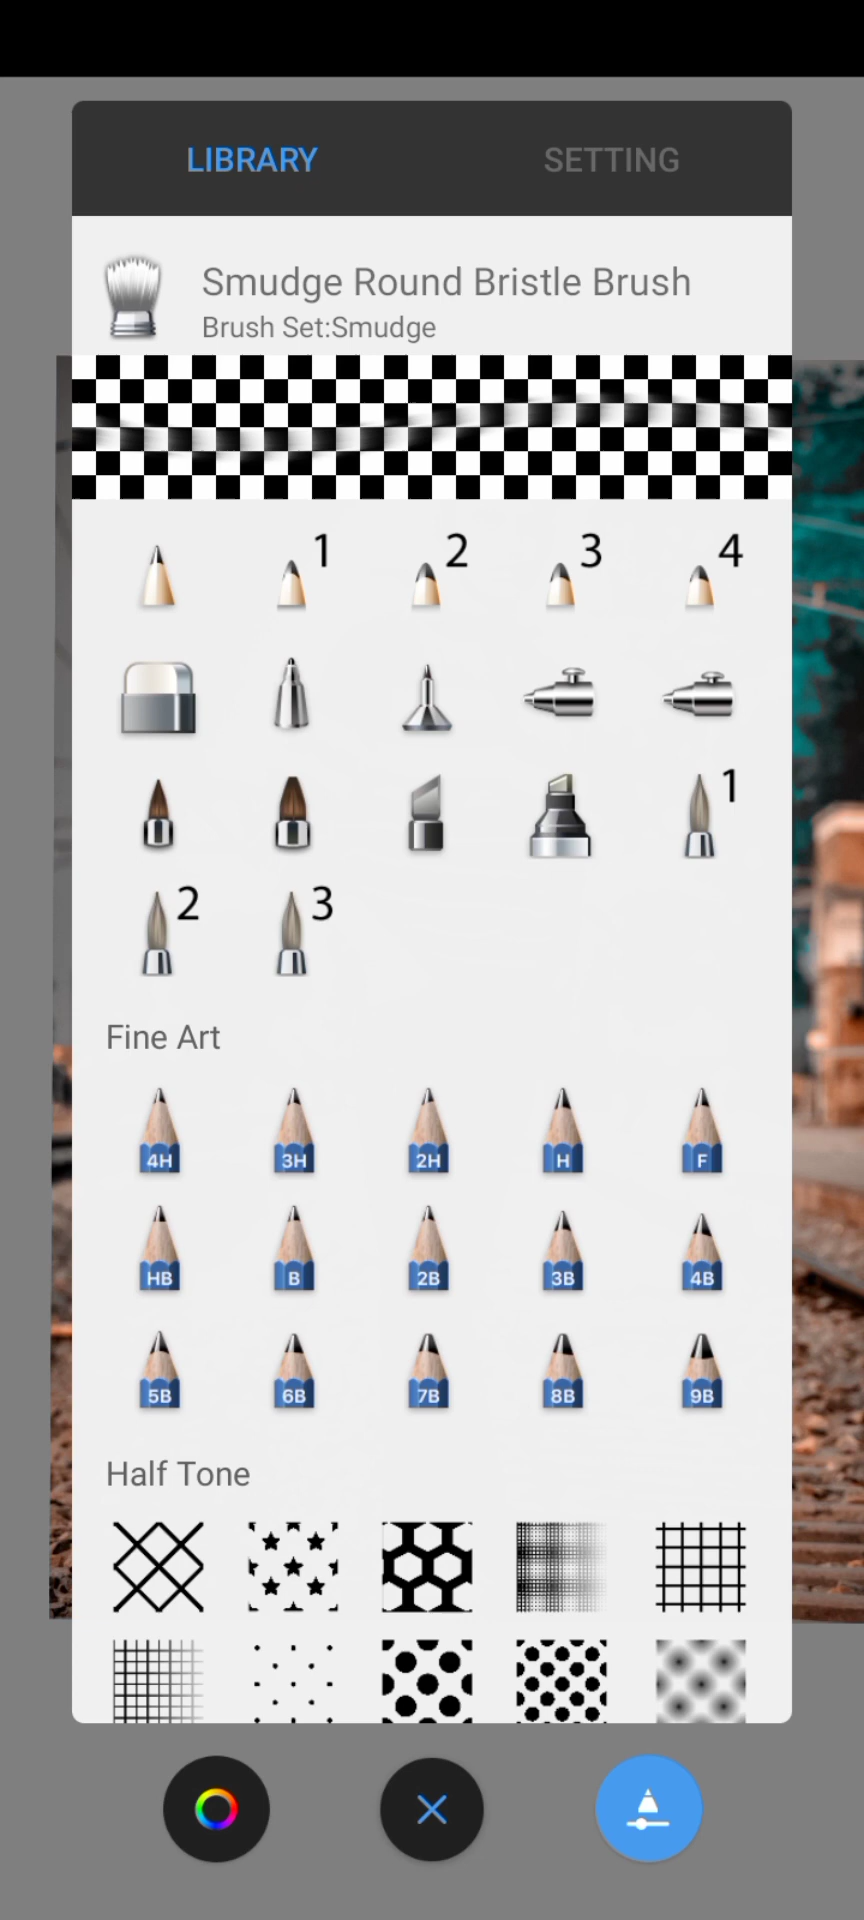 LIBRARY SETTING
Smudge Round Bristle Brush
Brush Set:Smudge
1 2 3 4
1
2 3
Fine Art
4H 3H 2H H F
HB B 2B 3B 4B
5B 6B 7B 8B 9B
Half Tone